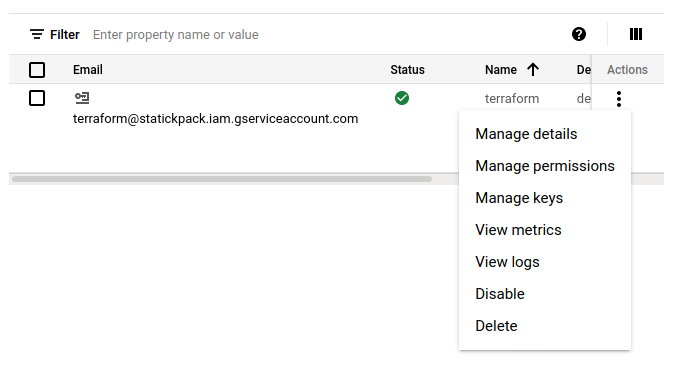 Filter Enter property name or value
Email Status Name De Actions
terraform de
terraform@statickpack.iam.gserviceaccount.com
Manage details
Manage permissions
Manage keys
View metrics
View logs
Disable
Delete